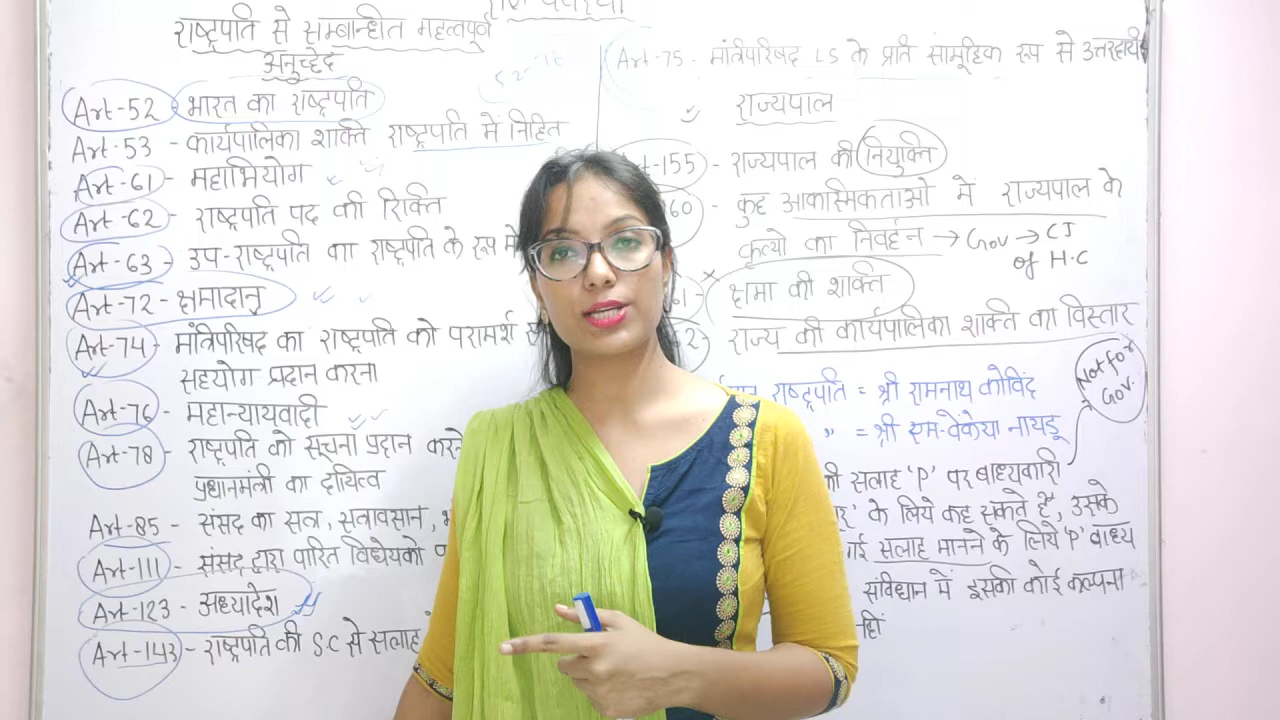 राष्ट्रपति से सम्बान्धीत महत्वपूर्ण
अनुच्छेद
Art-52 भारत का राष्ट्रपति
Art-53 - कार्यपालिका शक्ति राष्ट्रपति में निहित
Art-61 - महाभियोग
Art-62 - राष्ट्रपति पद की रिक्ति
Art-63 - उप-राष्ट्रपति का राष्ट्रपति के रूप में
Art-72 - क्षमादान
Art-74 - मंत्रिपरिषद का राष्ट्रपति को परामर्श
सहयोग प्रदान करना
Art-76 - महान्यायवादी
Art-78 - राष्ट्रपति को सूचना प्रदान करने
प्रधानमंत्री का दायित्व
Art-85 - संसद का सत्र, सत्रावसान,
Art-111 - संसद द्वारा पारित विधेयको
Art-123 - अध्यादेश
Art-143 - राष्ट्रपति की S.C से सलाह
Art-75 - मंत्रिपरिषद LS के प्रति सामूहिक रूप से उत्तरदायी
राज्यपाल
-155 - राज्यपाल की नियुक्ति
60 - कुछ आकास्मिकताओ में राज्यपाल के
कृत्यो का निर्वहन → Gov → CJ
of H.C
61 - क्षमा की शक्ति
62 - राज्य की कार्यपालिका शक्ति का विस्तार
राष्ट्रपति = श्री रामनाथ कोविंद
Not for
Gov.
" = श्री एम-वेंकैया नायडू
की सलाह 'P' पर बाध्यकारी
के लिये कह सकते है, उसके
गई सलाह मानने के लिये 'P' बाध्य
संविधान में इसकी कोई कल्पना